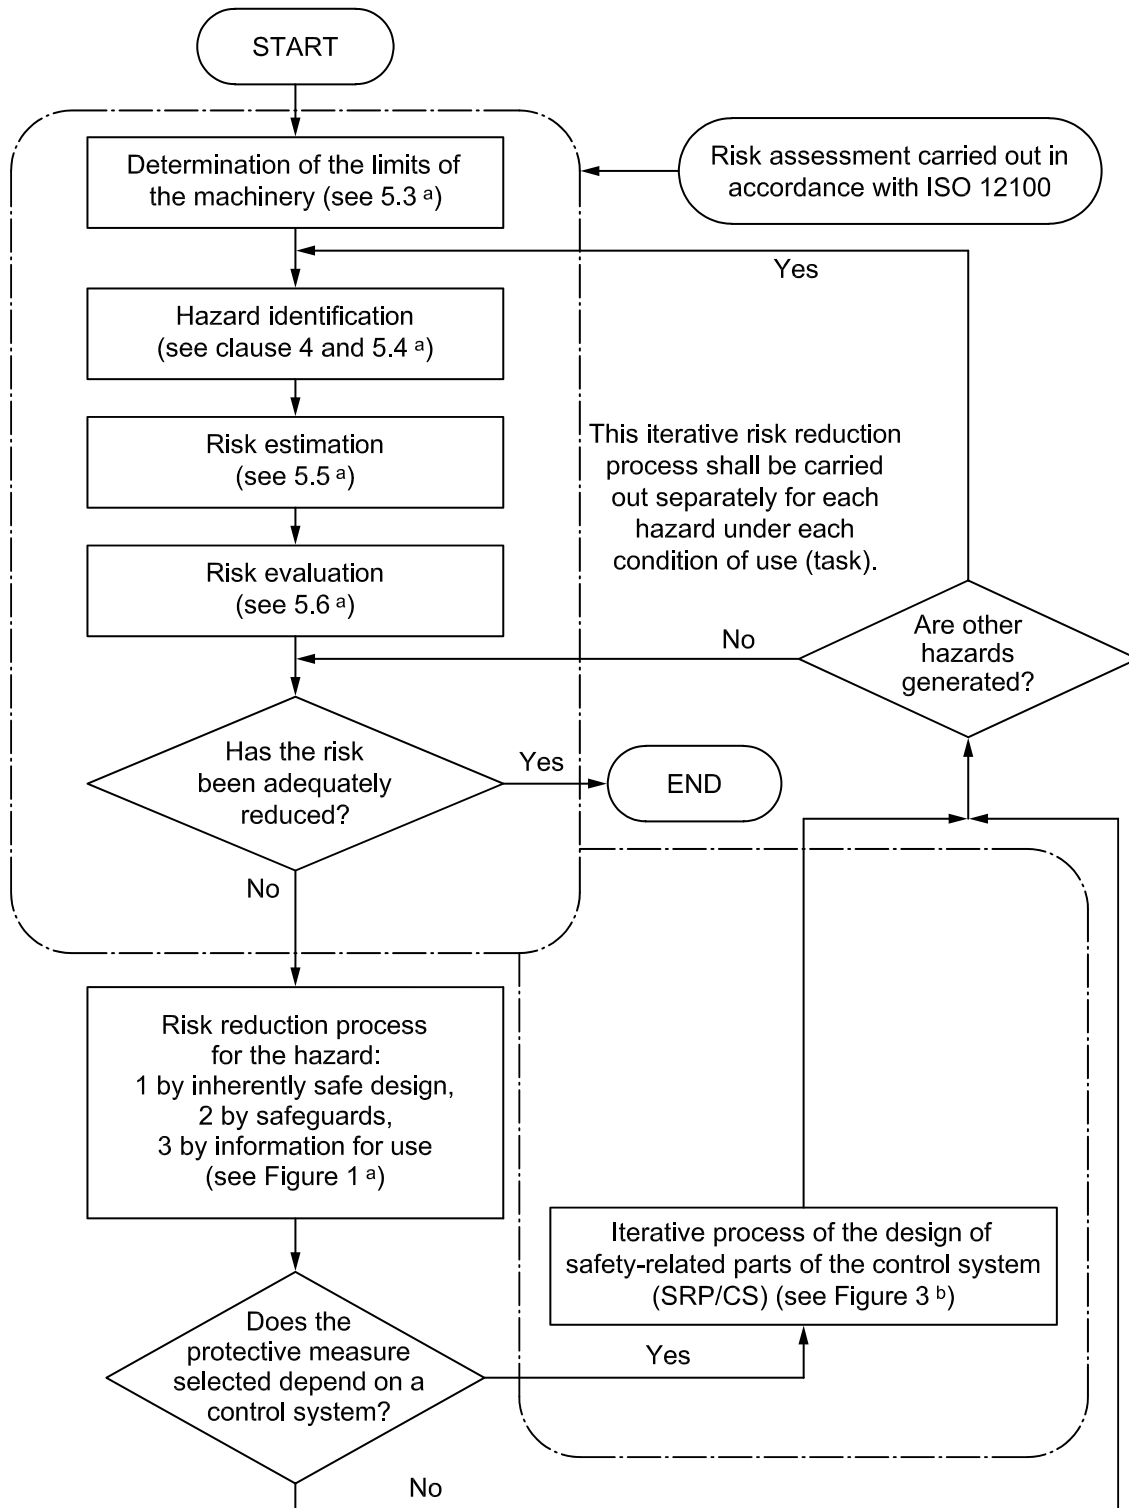 START
Determination of the limits of
the machinery (see 5.3 a)
Risk assessment carried out in
accordance with ISO 12100
Yes
Hazard identification
(see clause 4 and 5.4 a)
Risk estimation
(see 5.5 a)
This iterative risk reduction
process shall be carried
out separately for each
hazard under each
condition of use (task).
Risk evaluation
(see 5.6 a)
No
Are other
hazards
generated?
Has the risk
been adequately
reduced?
Yes
END
No
Risk reduction process
for the hazard:
1 by inherently safe design,
2 by safeguards,
3 by information for use
(see Figure 1 a)
Iterative process of the design of
safety-related parts of the control system
(SRP/CS) (see Figure 3 b)
Does the
protective measure
selected depend on a
control system?
Yes
No